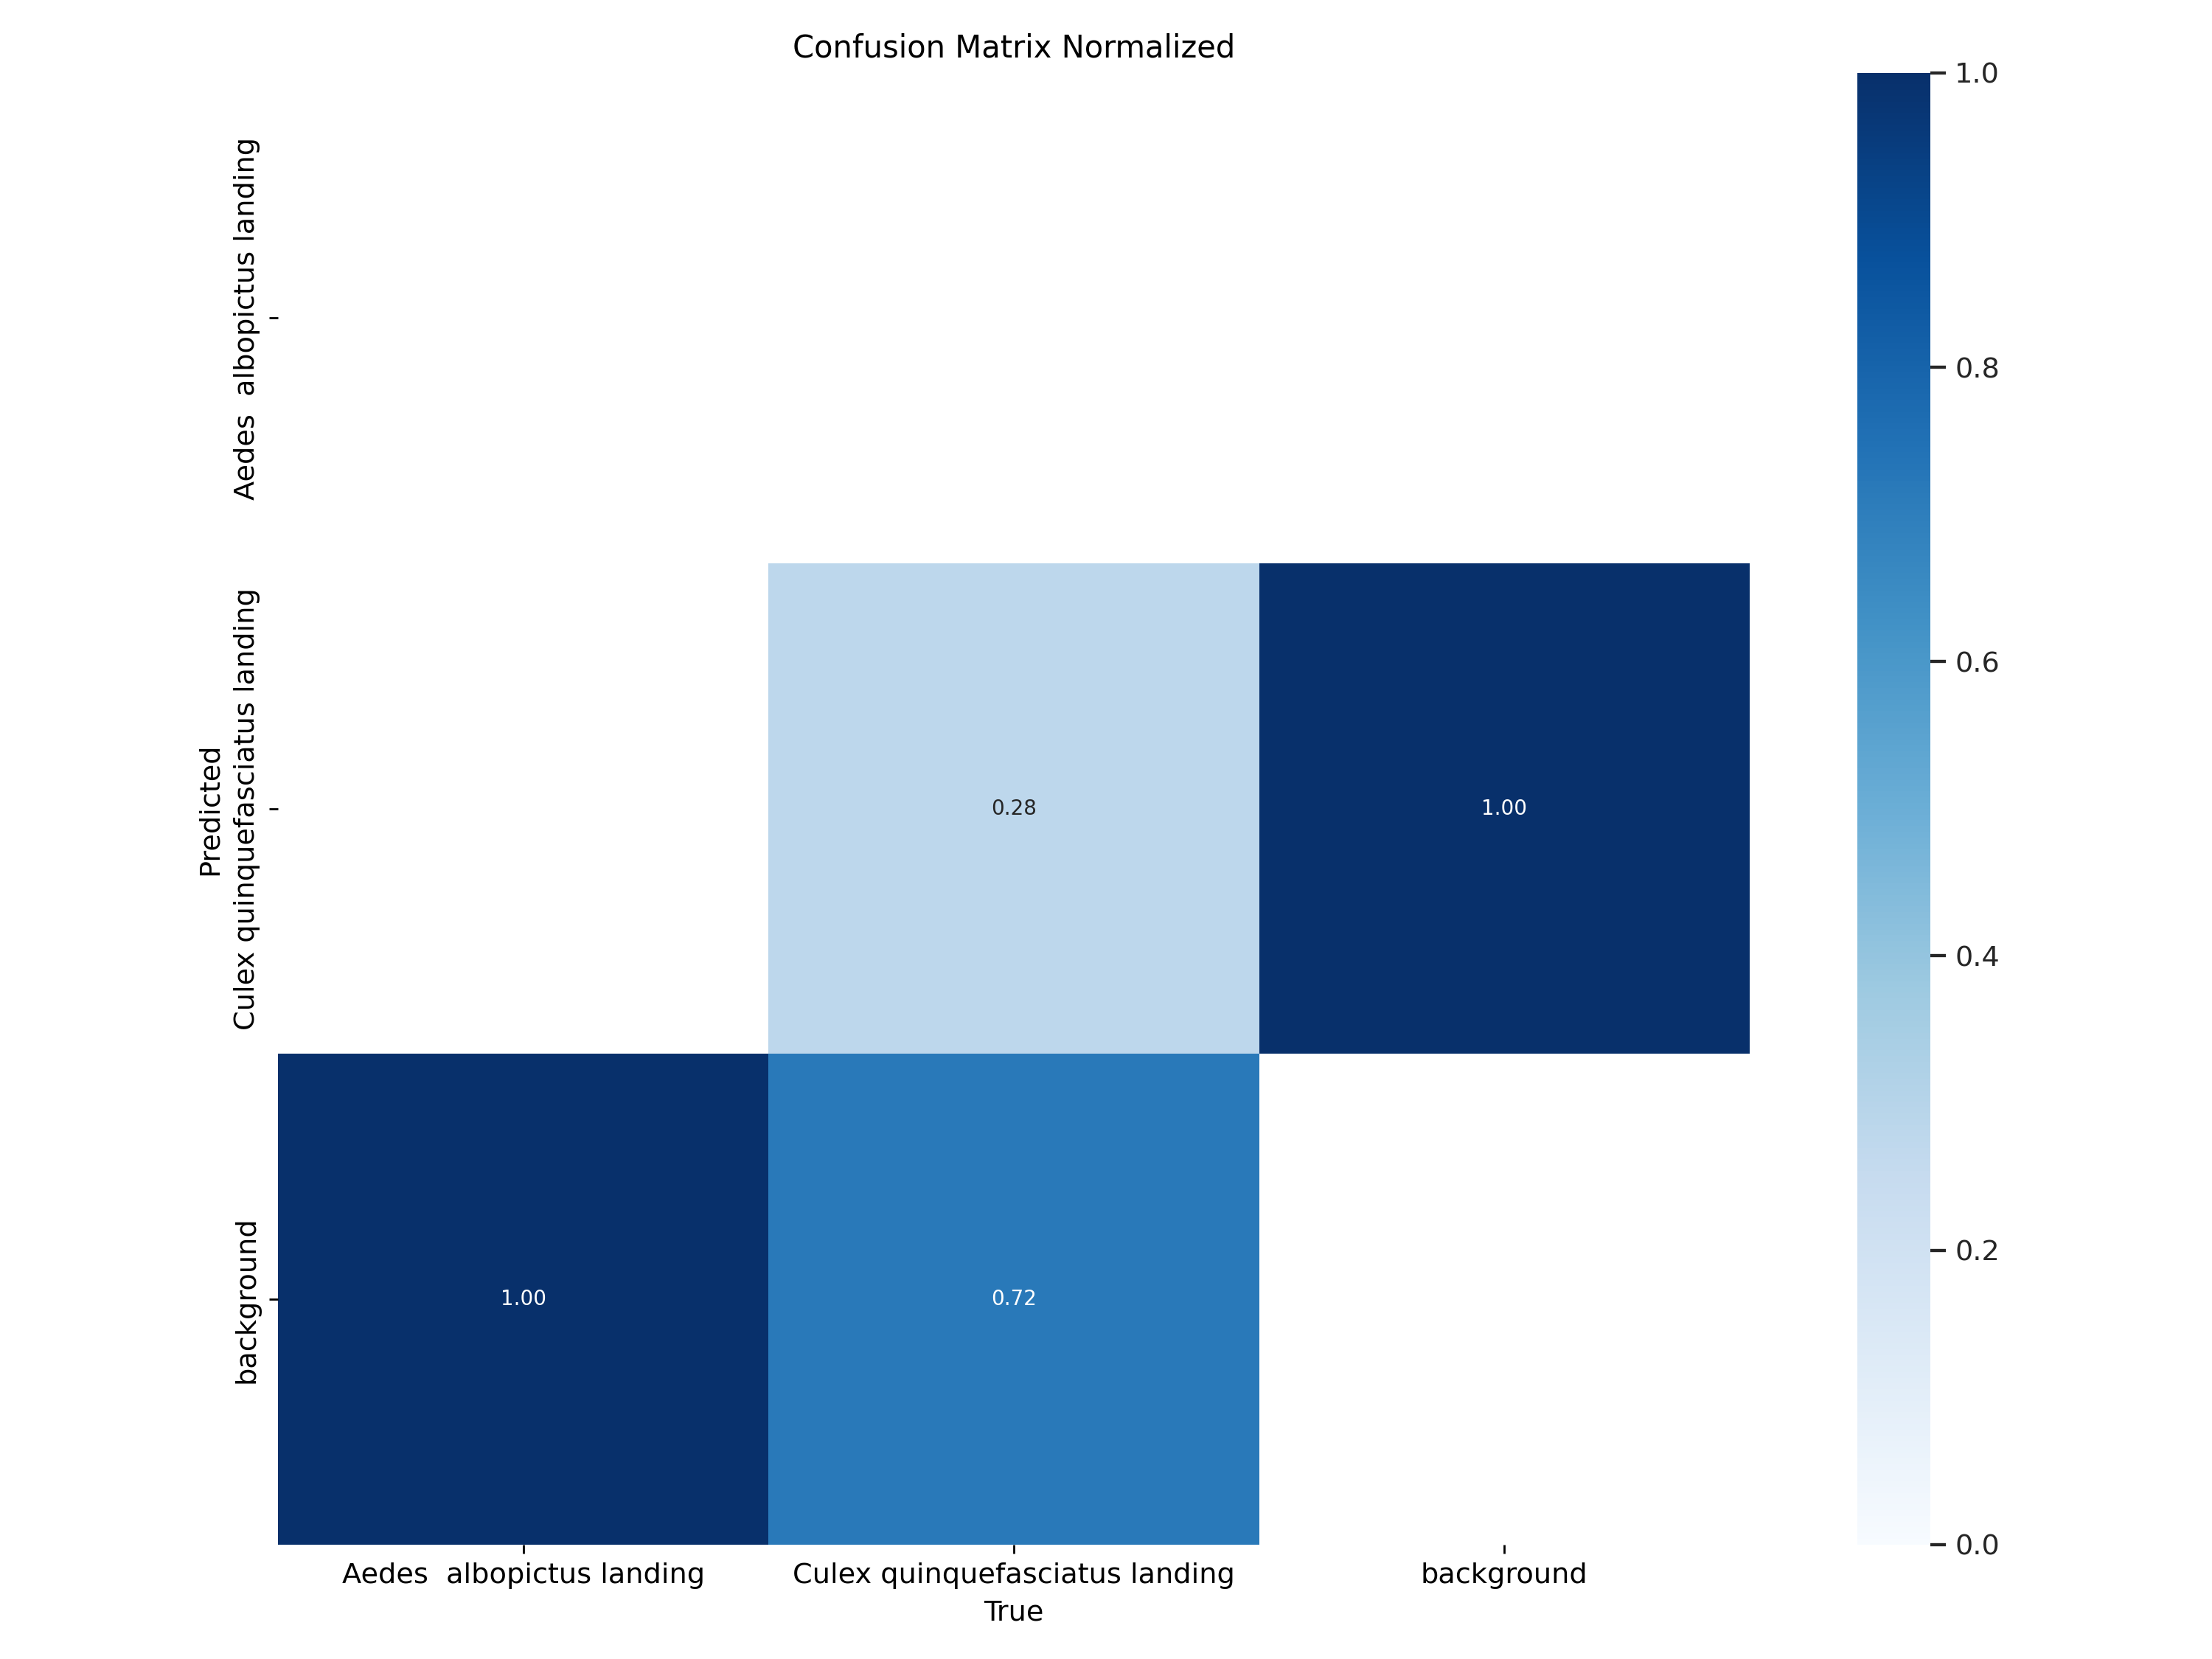 Confusion Matrix Normalized
Predicted
Aedes  albopictus landing
Culex quinquefasciatus landing
background
0.28
1.00
1.00
0.72
Aedes  albopictus landing
Culex quinquefasciatus landing
background
True
1.0
0.8
0.6
0.4
0.2
0.0